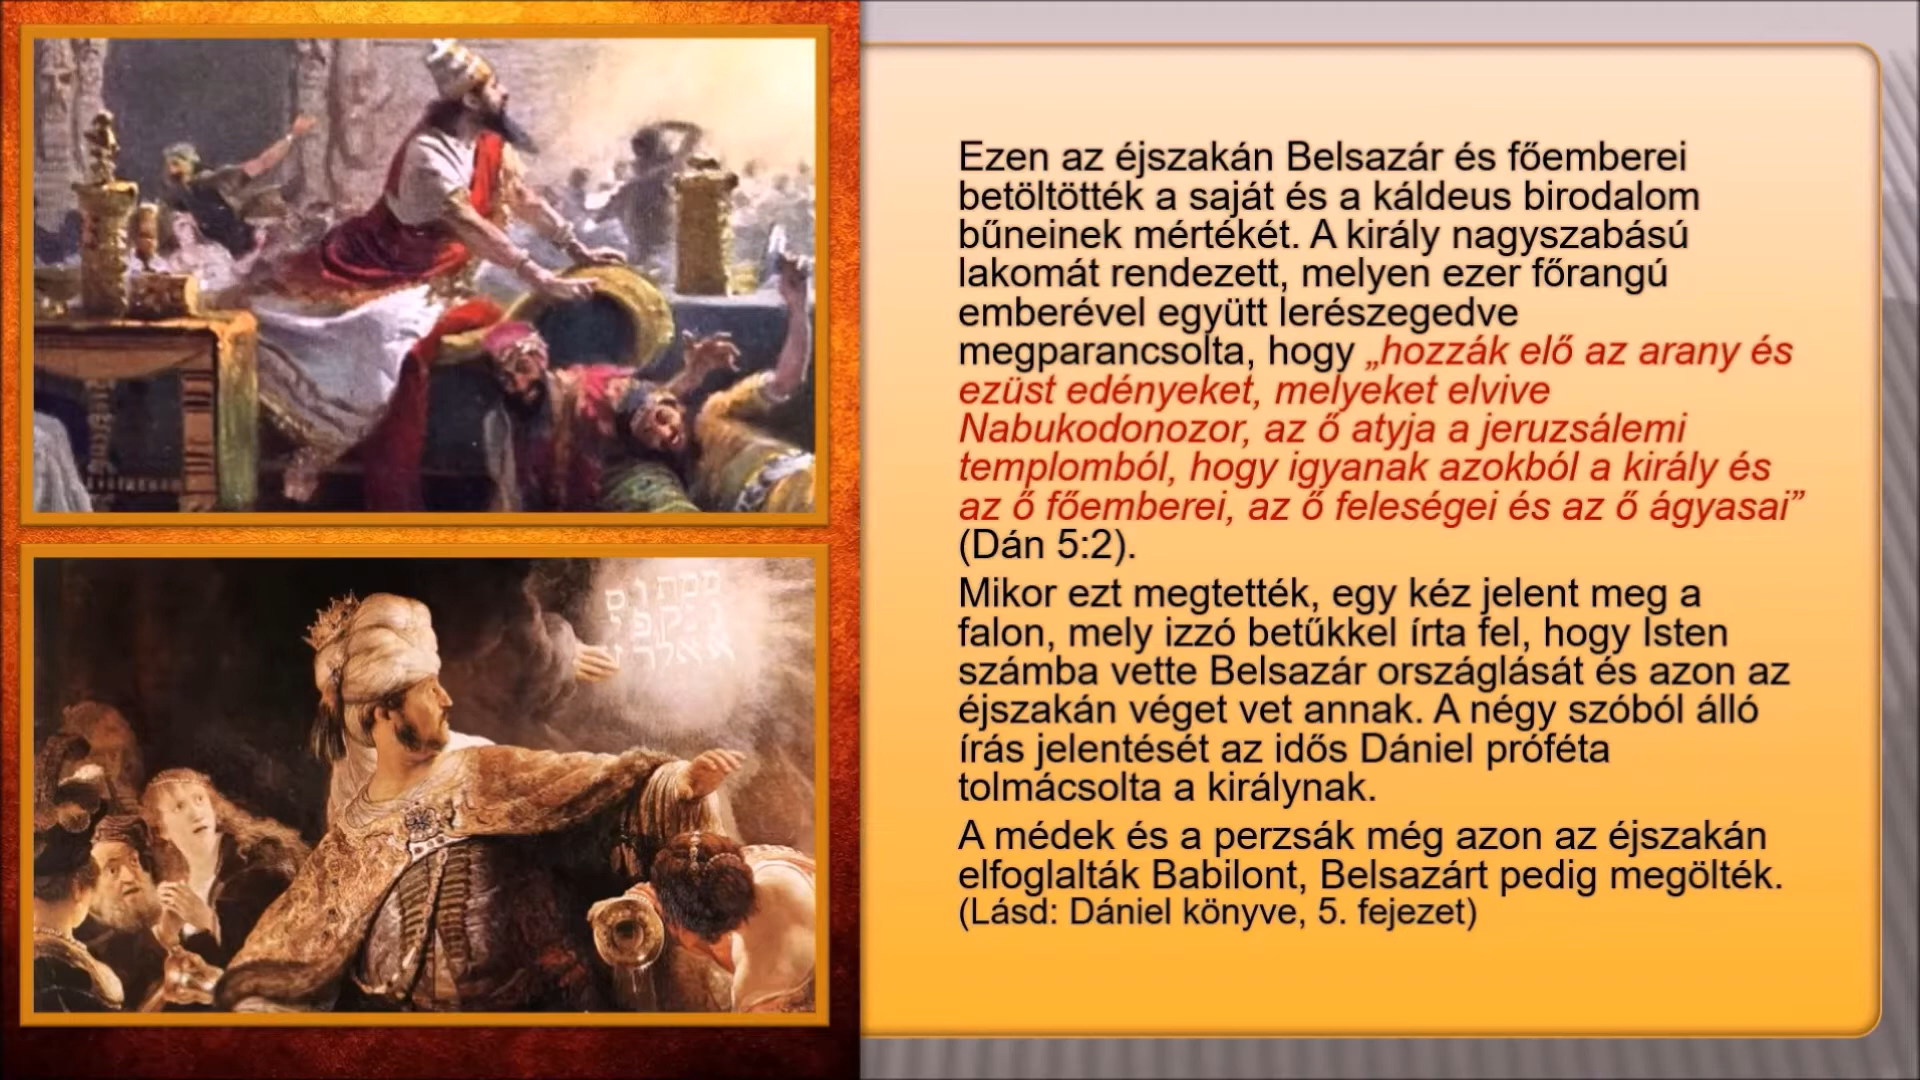 Ezen az éjszakán Belsazár és főemberei
betöltötték a saját és a káldeus birodalom
bűneinek mértékét. A király nagyszabású
lakomát rendezett, melyen ezer főrangú
emberével együtt lerészegedve
megparancsolta, hogy „hozzák elő az arany és
ezüst edényeket, melyeket elvive
Nabukodonozor, az ő atyja a jeruzsálemi
templomból, hogy igyanak azokból a király és
az ő főemberei, az ő feleségei és az ő ágyasai”
(Dán 5:2).
Mikor ezt megtették, egy kéz jelent meg a
falon, mely izzó betűkkel írta fel, hogy Isten
számba vette Belsazár országlását és azon az
éjszakán véget vet annak. A négy szóból álló
írás jelentését az idős Dániel próféta
tolmácsolta a királynak.
A médek és a perzsák még azon az éjszakán
elfoglalták Babilont, Belsazárt pedig megölték.
(Lásd: Dániel könyve, 5. fejezet)